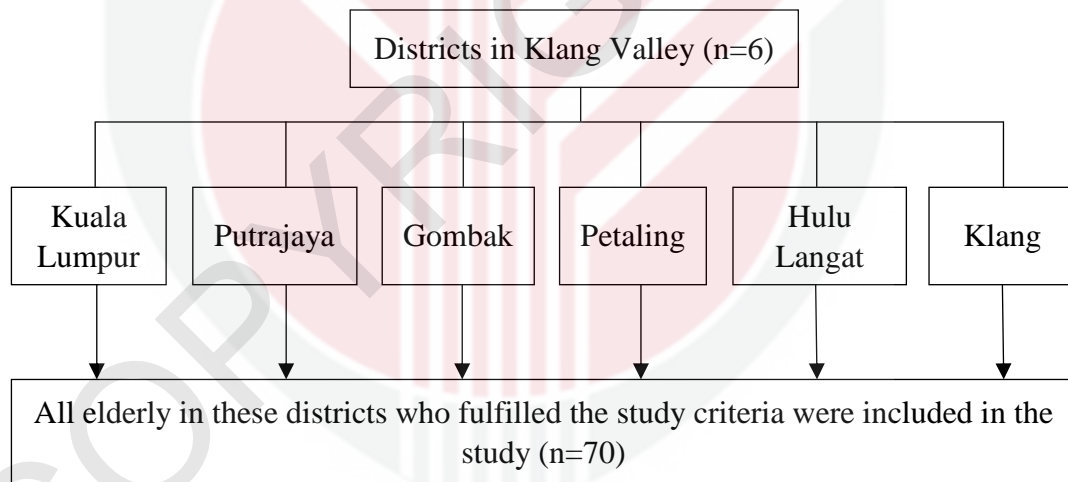 Districts in Klang Valley (n=6)
Kuala
Lumpur
Putrajaya
Gombak
Petaling
Hulu
Langat
Klang
All elderly in these districts who fulfilled the study criteria were included in the
study (n=70)
COPYRIG